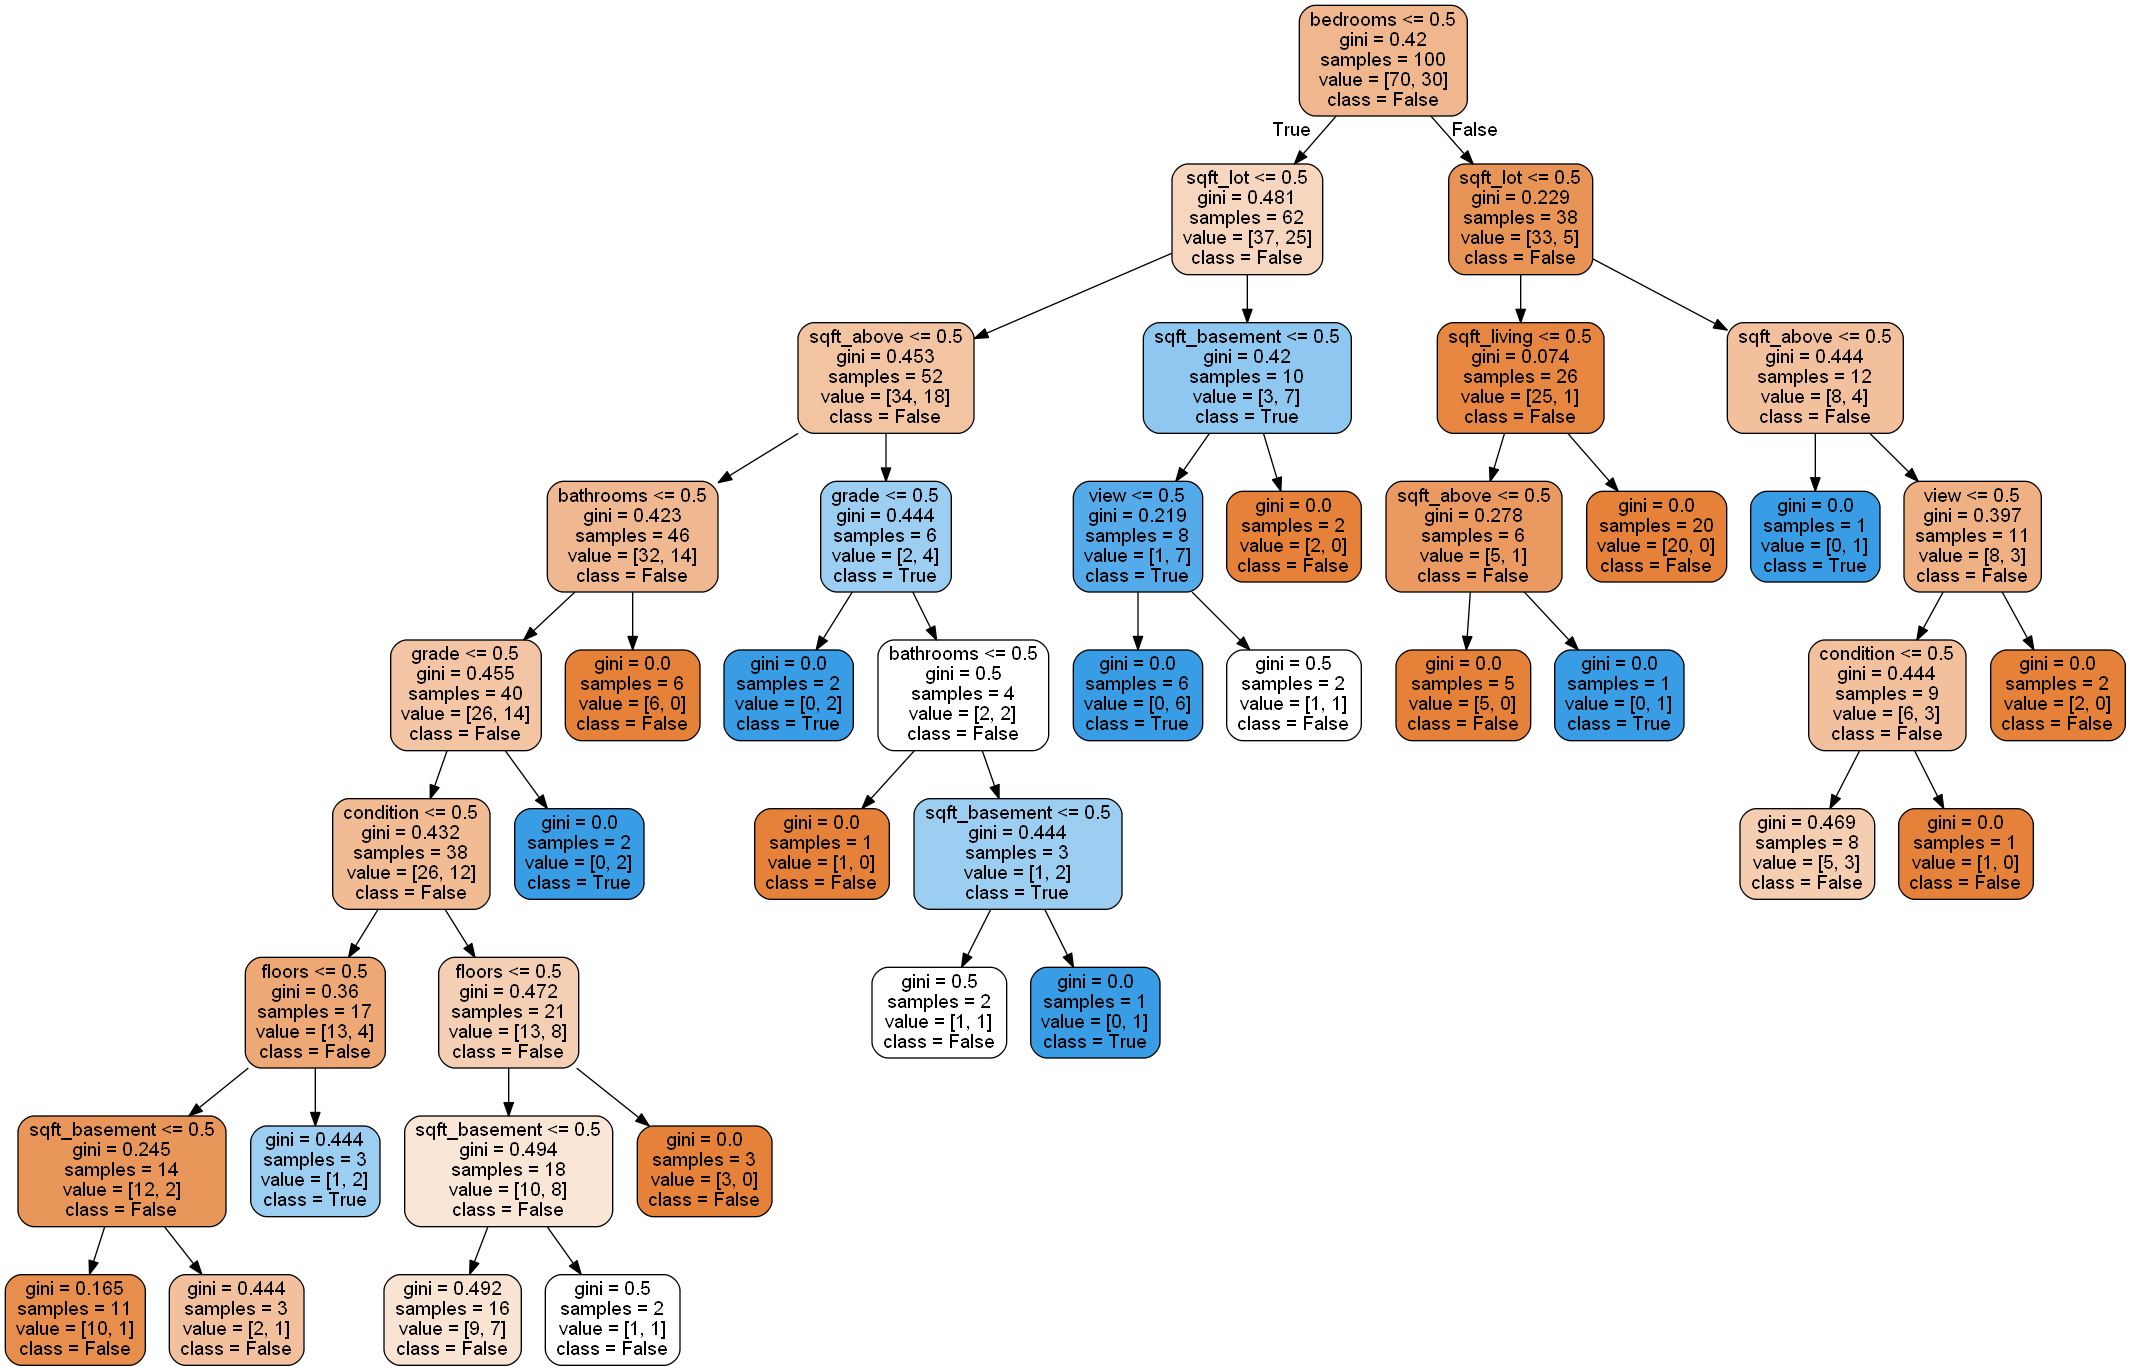 bedrooms <= 0.5
gini = 0.42
samples = 100
value = [70, 30]
class = False
True
False
sqft_lot <= 0.5
gini = 0.481
samples = 62
value = [37, 25]
class = False
sqft_lot <= 0.5
gini = 0.229
samples = 38
value = [33, 5]
class = False
sqft_above <= 0.5
gini = 0.453
samples = 52
value = [34, 18]
class = False
sqft_basement <= 0.5
gini = 0.42
samples = 10
value = [3, 7]
class = True
sqft_living <= 0.5
gini = 0.074
samples = 26
value = [25, 1]
class = False
sqft_above <= 0.5
gini = 0.444
samples = 12
value = [8, 4]
class = False
bathrooms <= 0.5
gini = 0.423
samples = 46
value = [32, 14]
class = False
grade <= 0.5
gini = 0.444
samples = 6
value = [2, 4]
class = True
view <= 0.5
gini = 0.219
samples = 8
value = [1, 7]
class = True
gini = 0.0
samples = 2
value = [2, 0]
class = False
sqft_above <= 0.5
gini = 0.278
samples = 6
value = [5, 1]
class = False
gini = 0.0
samples = 20
value = [20, 0]
class = False
gini = 0.0
samples = 1
value = [0, 1]
class = True
view <= 0.5
gini = 0.397
samples = 11
value = [8, 3]
class = False
grade <= 0.5
gini = 0.455
samples = 40
value = [26, 14]
class = False
gini = 0.0
samples = 6
value = [6, 0]
class = False
gini = 0.0
samples = 2
value = [0, 2]
class = True
bathrooms <= 0.5
gini = 0.5
samples = 4
value = [2, 2]
class = False
gini = 0.0
samples = 6
value = [0, 6]
class = True
gini = 0.5
samples = 2
value = [1, 1]
class = False
gini = 0.0
samples = 5
value = [5, 0]
class = False
gini = 0.0
samples = 1
value = [0, 1]
class = True
condition <= 0.5
gini = 0.444
samples = 9
value = [6, 3]
class = False
gini = 0.0
samples = 2
value = [2, 0]
class = False
condition <= 0.5
gini = 0.432
samples = 38
value = [26, 12]
class = False
gini = 0.0
samples = 2
value = [0, 2]
class = True
gini = 0.0
samples = 1
value = [1, 0]
class = False
sqft_basement <= 0.5
gini = 0.444
samples = 3
value = [1, 2]
class = True
gini = 0.469
samples = 8
value = [5, 3]
class = False
gini = 0.0
samples = 1
value = [1, 0]
class = False
floors <= 0.5
gini = 0.36
samples = 17
value = [13, 4]
class = False
floors <= 0.5
gini = 0.472
samples = 21
value = [13, 8]
class = False
gini = 0.5
samples = 2
value = [1, 1]
class = False
gini = 0.0
samples = 1
value = [0, 1]
class = True
sqft_basement <= 0.5
gini = 0.245
samples = 14
value = [12, 2]
class = False
gini = 0.444
samples = 3
value = [1, 2]
class = True
sqft_basement <= 0.5
gini = 0.494
samples = 18
value = [10, 8]
class = False
gini = 0.0
samples = 3
value = [3, 0]
class = False
gini = 0.165
samples = 11
value = [10, 1]
class = False
gini = 0.444
samples = 3
value = [2, 1]
class = False
gini = 0.492
samples = 16
value = [9, 7]
class = False
gini = 0.5
samples = 2
value = [1, 1]
class = False